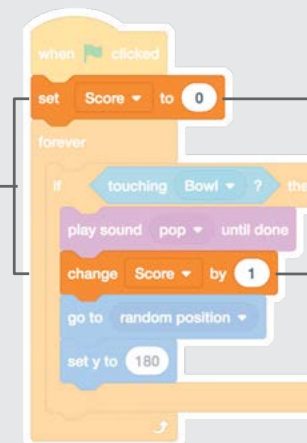 when clicked
set Score to 0
forever
if touching Bowl ? the
play sound pop until done
change Score by 1
go to random position
set y to 180